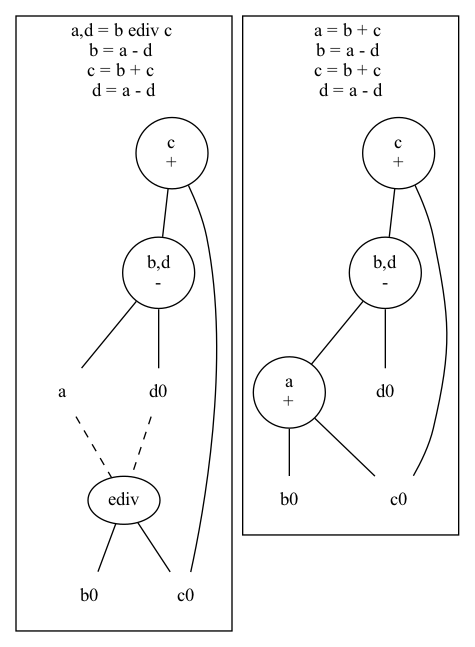 a,d = b ediv c
b = a - d
c = b + c
d = a - d
c
+
b,d
-
a
d0
ediv
b0
c0
a = b + c
b = a - d
c = b + c
d = a - d
c
+
b,d
-
a
+
d0
b0
c0